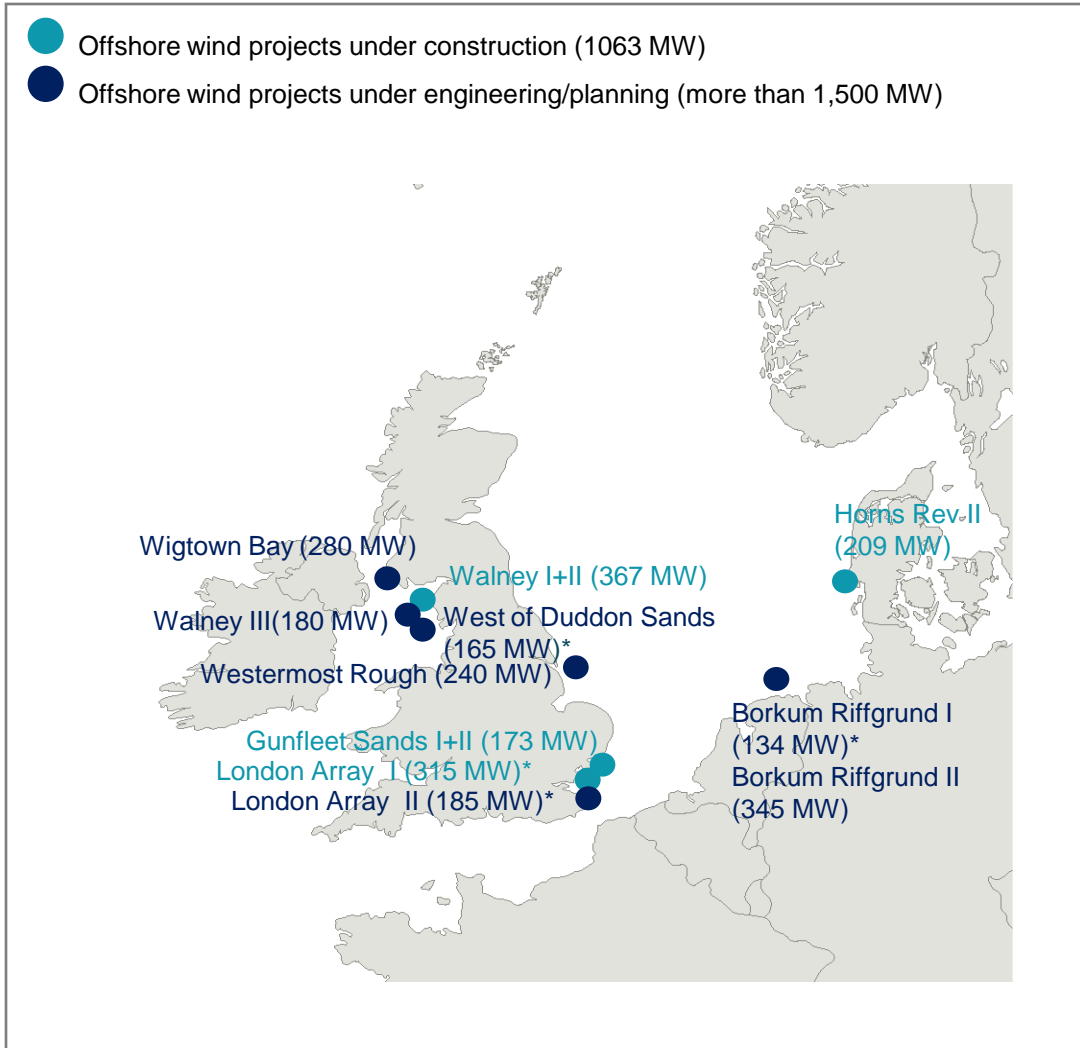 Offshore wind projects under construction (1063 MW)
Offshore wind projects under engineering/planning (more than 1,500 MW)
Horns Rev II
(209 MW)
Wigtown Bay (280 MW)
Walney I+II (367 MW)
Walney III(180 MW)
West of Duddon Sands
(165 MW)*
Westermost Rough (240 MW)
Borkum Riffgrund I
(134 MW)*
Borkum Riffgrund II
(345 MW)
Gunfleet Sands I+II (173 MW)
London Array I (315 MW)*
London Array II (185 MW)*